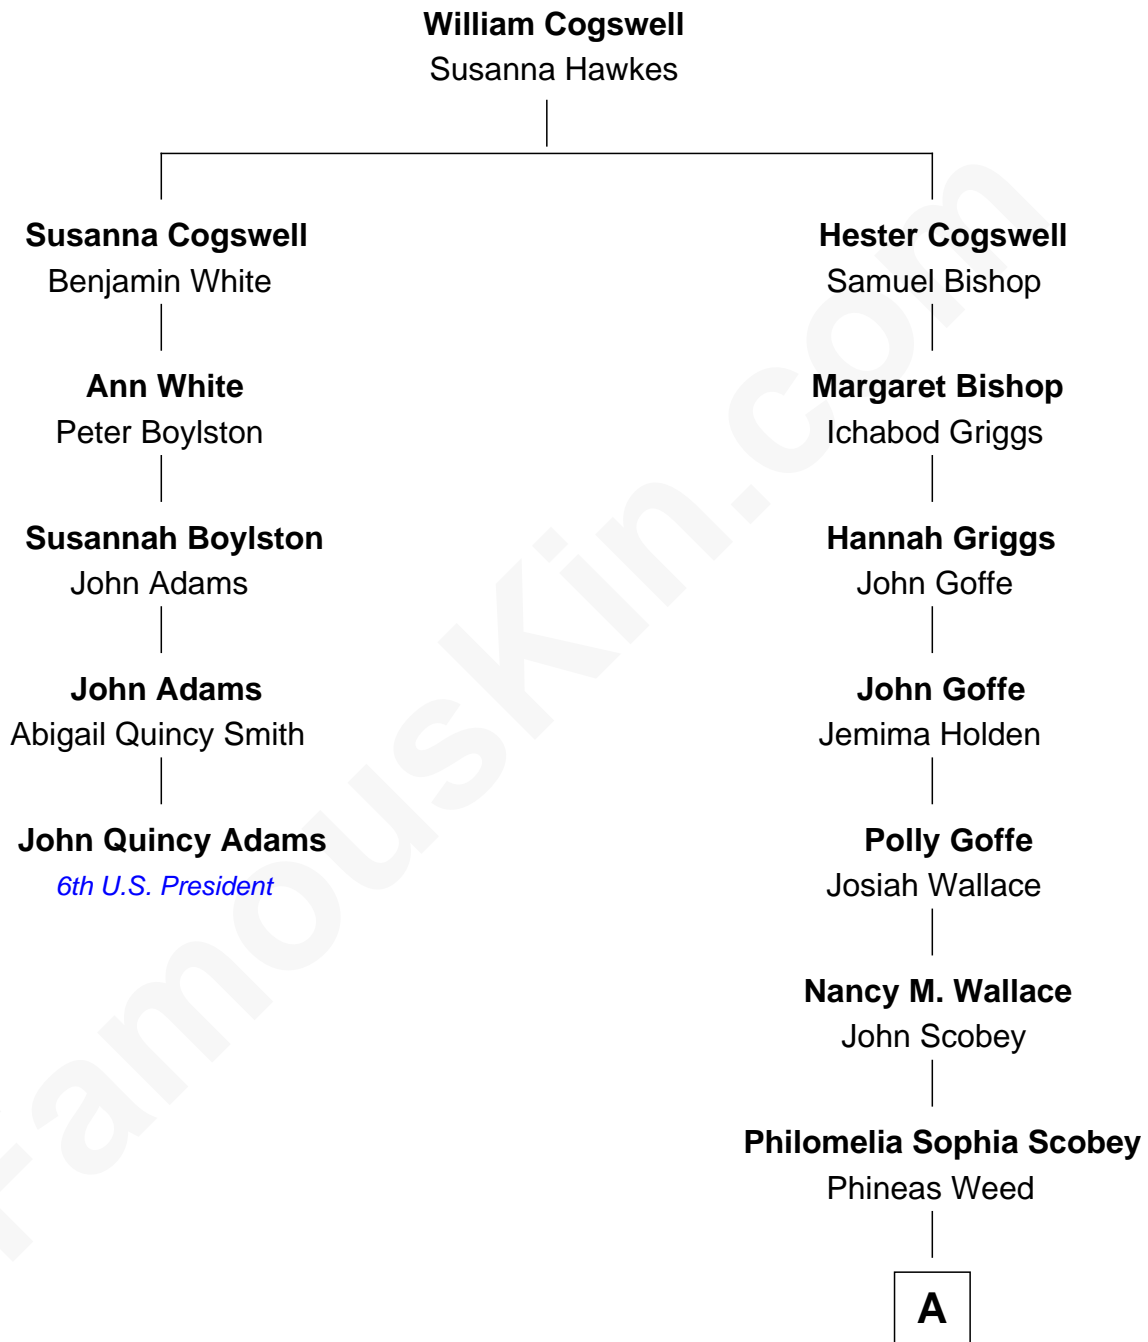 William Cogswell
Susanna Hawkes
Susanna Cogswell
Benjamin White
Ann White
Peter Boylston
Susannah Boylston
John Adams
John Adams
Abigail Quincy Smith
John Quincy Adams
6th U.S. President
Hester Cogswell
Samuel Bishop
Margaret Bishop
Ichabod Griggs
Hannah Griggs
John Goffe
John Goffe
Jemima Holden
Polly Goffe
Josiah Wallace
Nancy M. Wallace
John Scobey
Philomelia Sophia Scobey
Phineas Weed
A
FamousKin.com